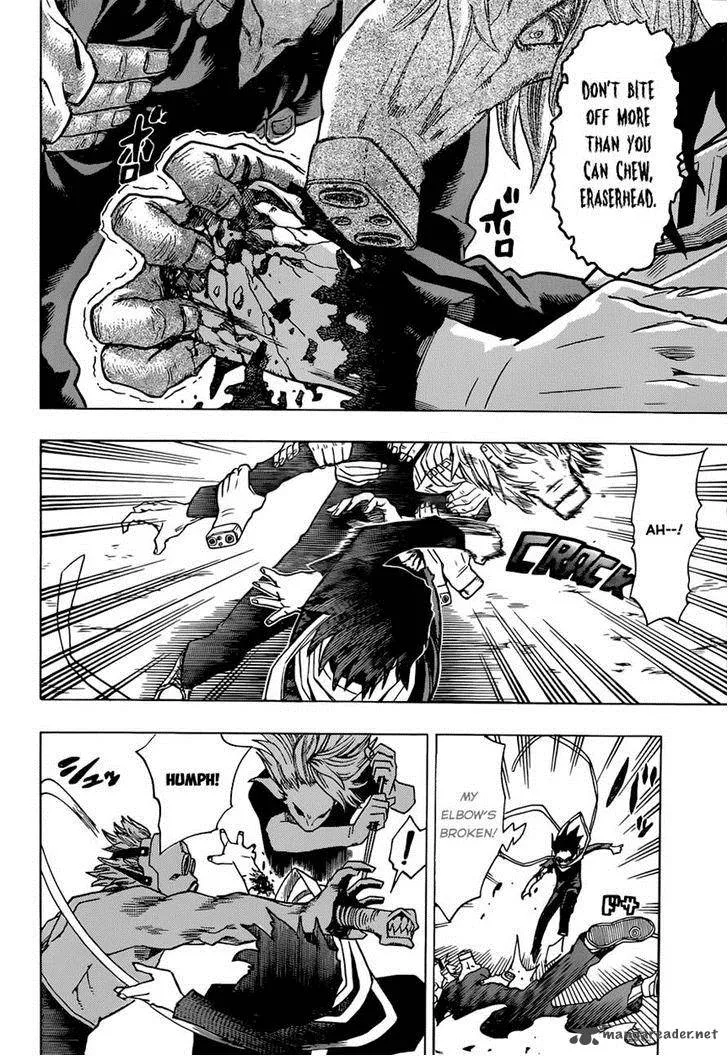 DON'T BITE
OFF MORE
THAN YOU
CAN CHEW,
ERASERHEAD.
ボロ
ボロ
AH--!
CRACK
MY
ELBOW'S
BROKEN!
HUMPH!
!
mangareader.net